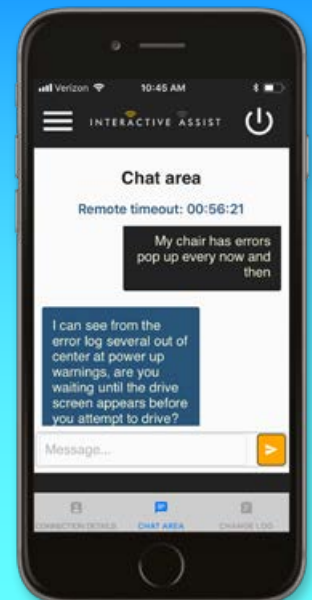 Verizon 10:45 AM
INTERACTIVE ASSIST
Chat area
Remote timeout: 00:56:21
My chair has errors
pop up every now and
then
I can see from the
error log several out of
center at power up
warnings, are you
waiting until the drive
screen appears before
you attempt to drive?
Message...
CONNECTION DETAILS CHAT AREA CHANGE LOG